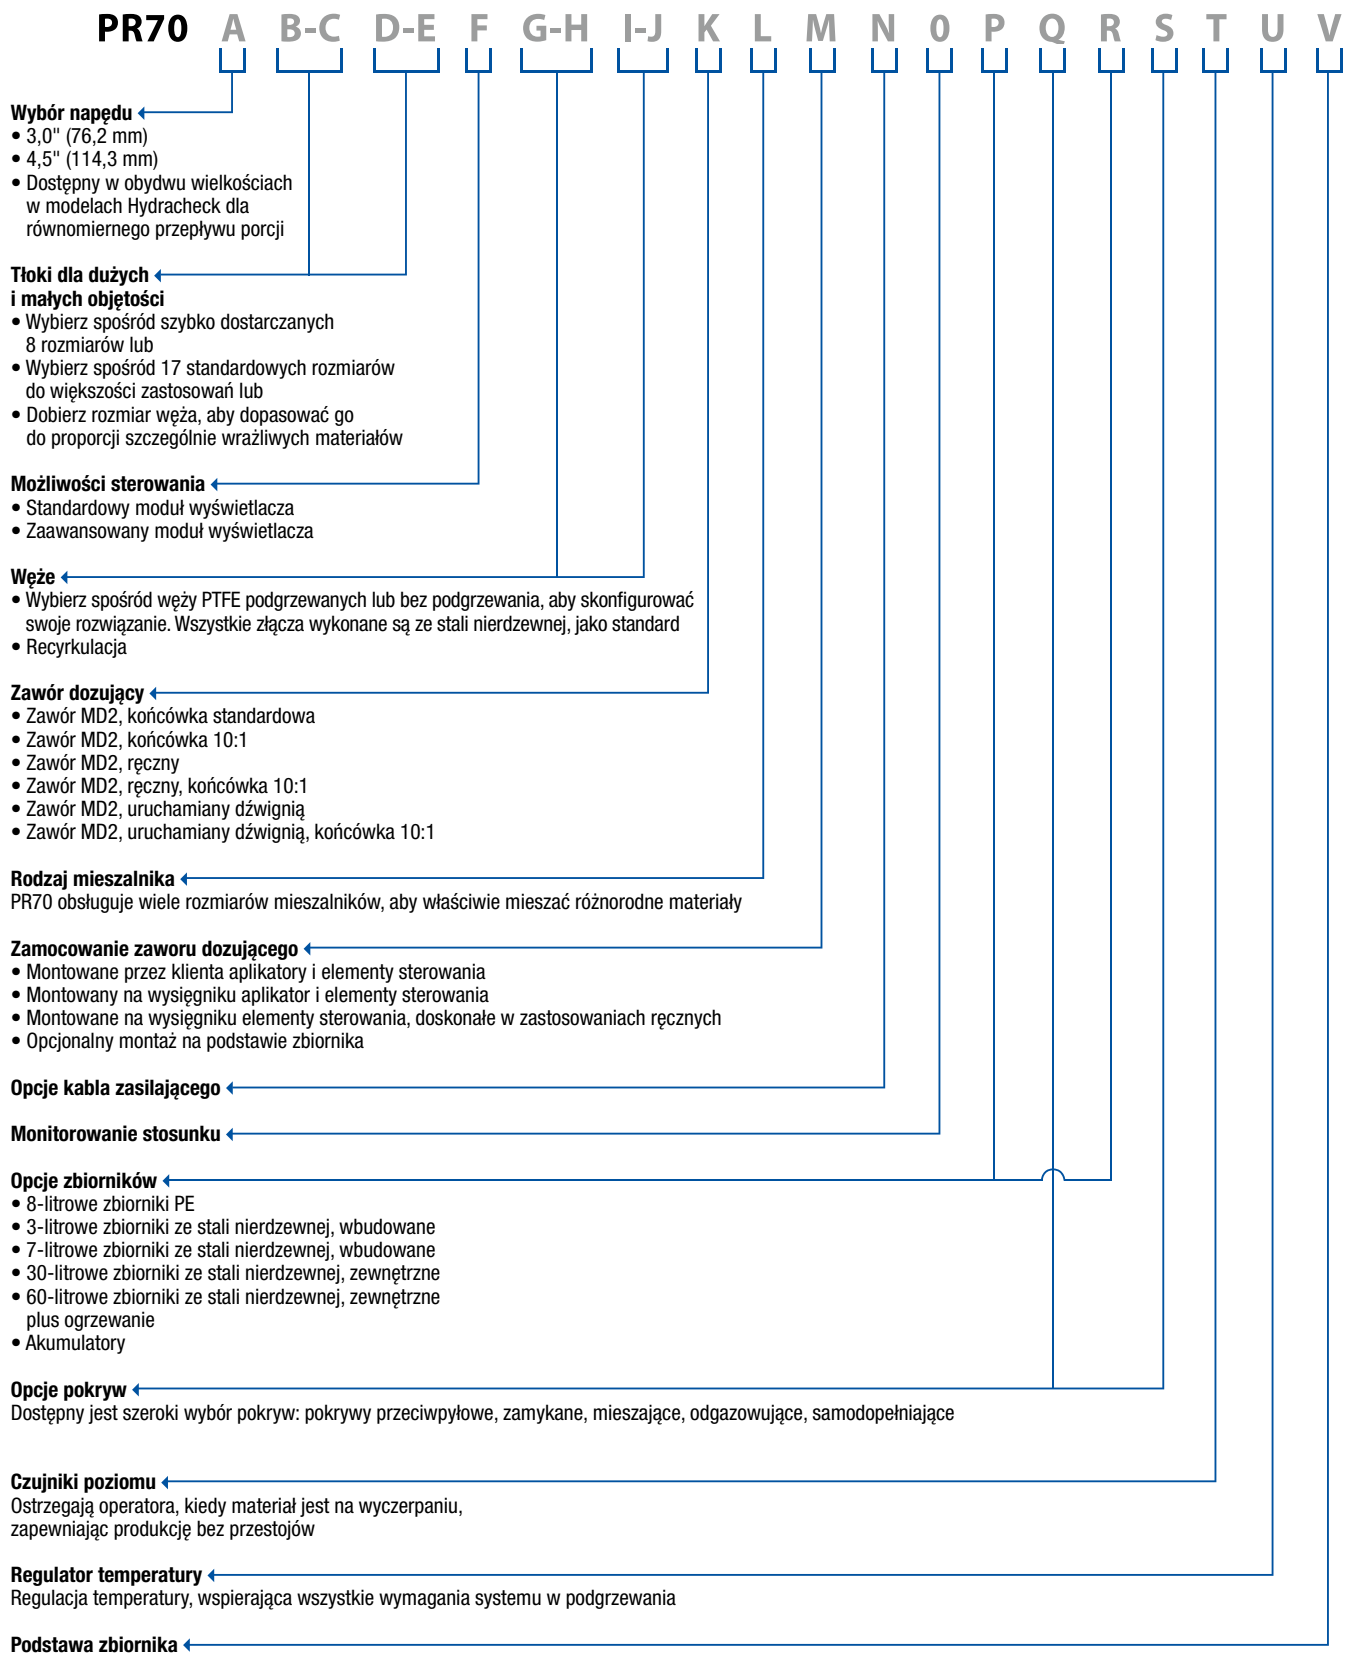 PR70 A B-C D-E F G-H I-J K L M N 0 P Q R S T U V
Wybór napędu
• 3,0" (76,2 mm)
• 4,5" (114,3 mm)
• Dostępny w obydwu wielkościach
w modelach Hydracheck dla
równomiernego przepływu porcji
Tłoki dla dużych
i małych objętości
• Wybierz spośród szybko dostarczanych
8 rozmiarów lub
• Wybierz spośród 17 standardowych rozmiarów
do większości zastosowań lub
• Dobierz rozmiar węża, aby dopasować go
do proporcji szczególnie wrażliwych materiałów
Możliwości sterowania
• Standardowy moduł wyświetlacza
• Zaawansowany moduł wyświetlacza
Węże
• Wybierz spośród węży PTFE podgrzewanych lub bez podgrzewania, aby skonfigurować
swoje rozwiązanie. Wszystkie złącza wykonane są ze stali nierdzewnej, jako standard
• Recyrkulacja
Zawór dozujący
• Zawór MD2, końcówka standardowa
• Zawór MD2, końcówka 10:1
• Zawór MD2, ręczny
• Zawór MD2, ręczny, końcówka 10:1
• Zawór MD2, uruchamiany dźwignią
• Zawór MD2, uruchamiany dźwignią, końcówka 10:1
Rodzaj mieszalnika
PR70 obsługuje wiele rozmiarów mieszalników, aby właściwie mieszać różnorodne materiały
Zamocowanie zaworu dozującego
• Montowane przez klienta aplikatory i elementy sterowania
• Montowany na wysięgniku aplikator i elementy sterowania
• Montowane na wysięgniku elementy sterowania, doskonałe w zastosowaniach ręcznych
• Opcjonalny montaż na podstawie zbiornika
Opcje kabla zasilającego
Monitorowanie stosunku
Opcje zbiorników
• 8-litrowe zbiorniki PE
• 3-litrowe zbiorniki ze stali nierdzewnej, wbudowane
• 7-litrowe zbiorniki ze stali nierdzewnej, wbudowane
• 30-litrowe zbiorniki ze stali nierdzewnej, zewnętrzne
• 60-litrowe zbiorniki ze stali nierdzewnej, zewnętrzne
plus ogrzewanie
• Akumulatory
Opcje pokryw
Dostępny jest szeroki wybór pokryw: pokrywy przeciwpyłowe, zamykane, mieszające, odgazowujące, samodopełniające
Czujniki poziomu
Ostrzegają operatora, kiedy materiał jest na wyczerpaniu,
zapewniając produkcję bez przestojów
Regulator temperatury
Regulacja temperatury, wspierająca wszystkie wymagania systemu w podgrzewania
Podstawa zbiornika